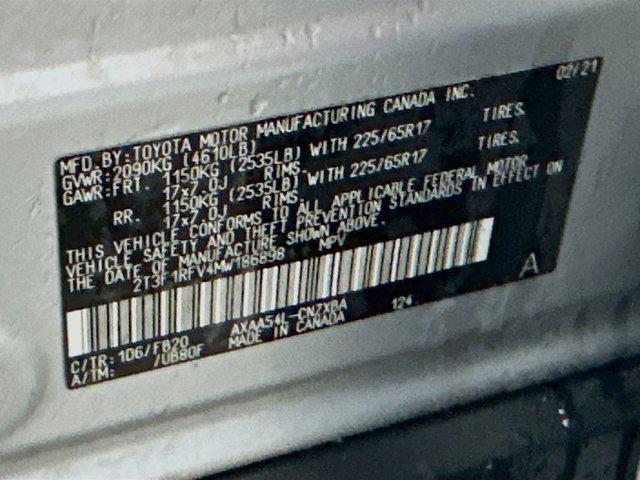 02/21
MFD. BY: TOYOTA MOTOR MANUFACTURING CANADA INC.
GVWR: 2090KG (4610LB)
GAWR: FRT. 1150KG (2535LB) WITH 225/65R17 TIRES.
17x7.0J RIMS.
RR. 1150KG (2535LB) WITH 225/65R17 TIRES.
17x7.0J RIMS.
THIS VEHICLE CONFORMS TO ALL APPLICABLE FEDERAL MOTOR
VEHICLE SAFETY AND THEFT PREVENTION STANDARDS IN EFFECT ON
THE DATE OF MANUFACTURE SHOWN ABOVE.
2T3F1RFV4MW186898 MPV
A
C/TR: 1D6/FB20 AXAA54L-CNZXBA 124
A/TM: /UB80F MADE IN CANADA